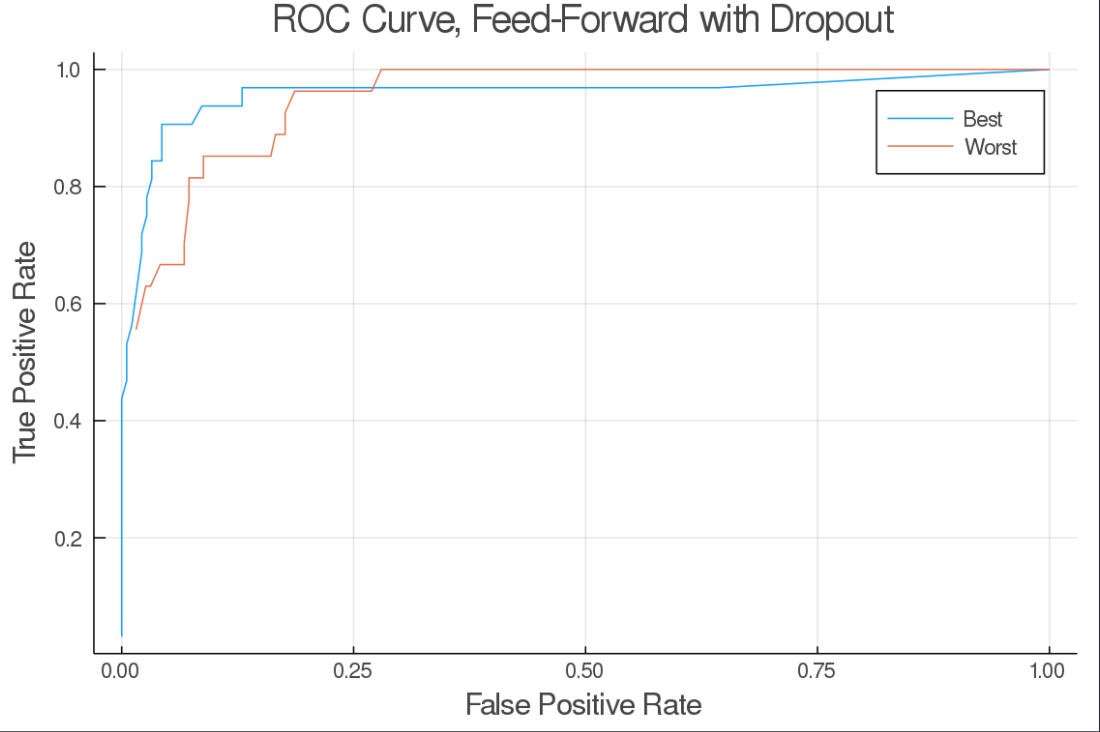 ROC Curve, Feed-Forward with Dropout
1.0
0.8
0.6
0.4
0.2
True Positive Rate
Best
Worst
0.00 0.25 0.50 0.75 1.00
False Positive Rate